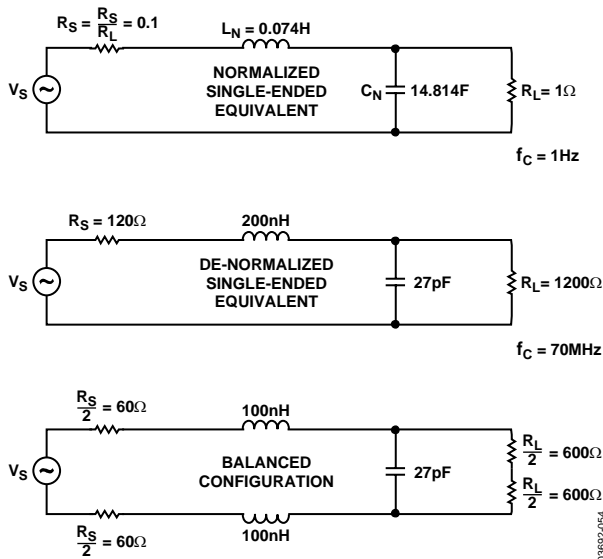 R_S = R_S/R_L = 0.1
L_N = 0.074H
V_S
NORMALIZED
SINGLE-ENDED
EQUIVALENT
C_N
14.814F
R_L= 1Ω
f_C = 1Hz
R_S = 120Ω
200nH
V_S
DE-NORMALIZED
SINGLE-ENDED
EQUIVALENT
27pF
R_L= 1200Ω
f_C = 70MHz
R_S/2 = 60Ω
100nH
V_S
BALANCED
CONFIGURATION
27pF
R_L/2 = 600Ω
R_L/2 = 600Ω
R_S/2 = 60Ω
100nH
03692-054